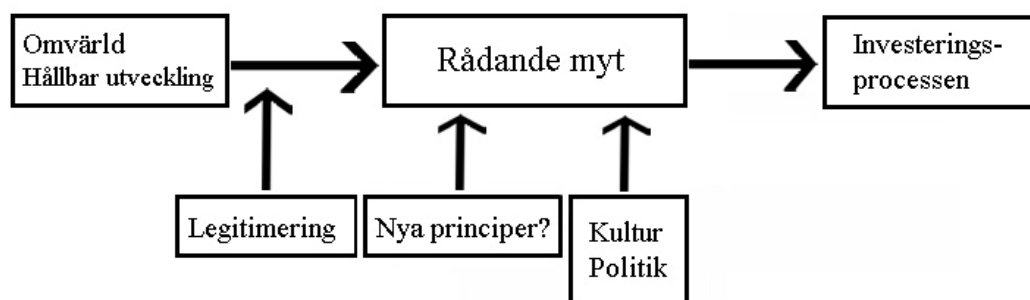 Omvärld
Hållbar utveckling
Rådande myt
Investerings-
processen
Legitimering
Nya principer?
Kultur
Politik